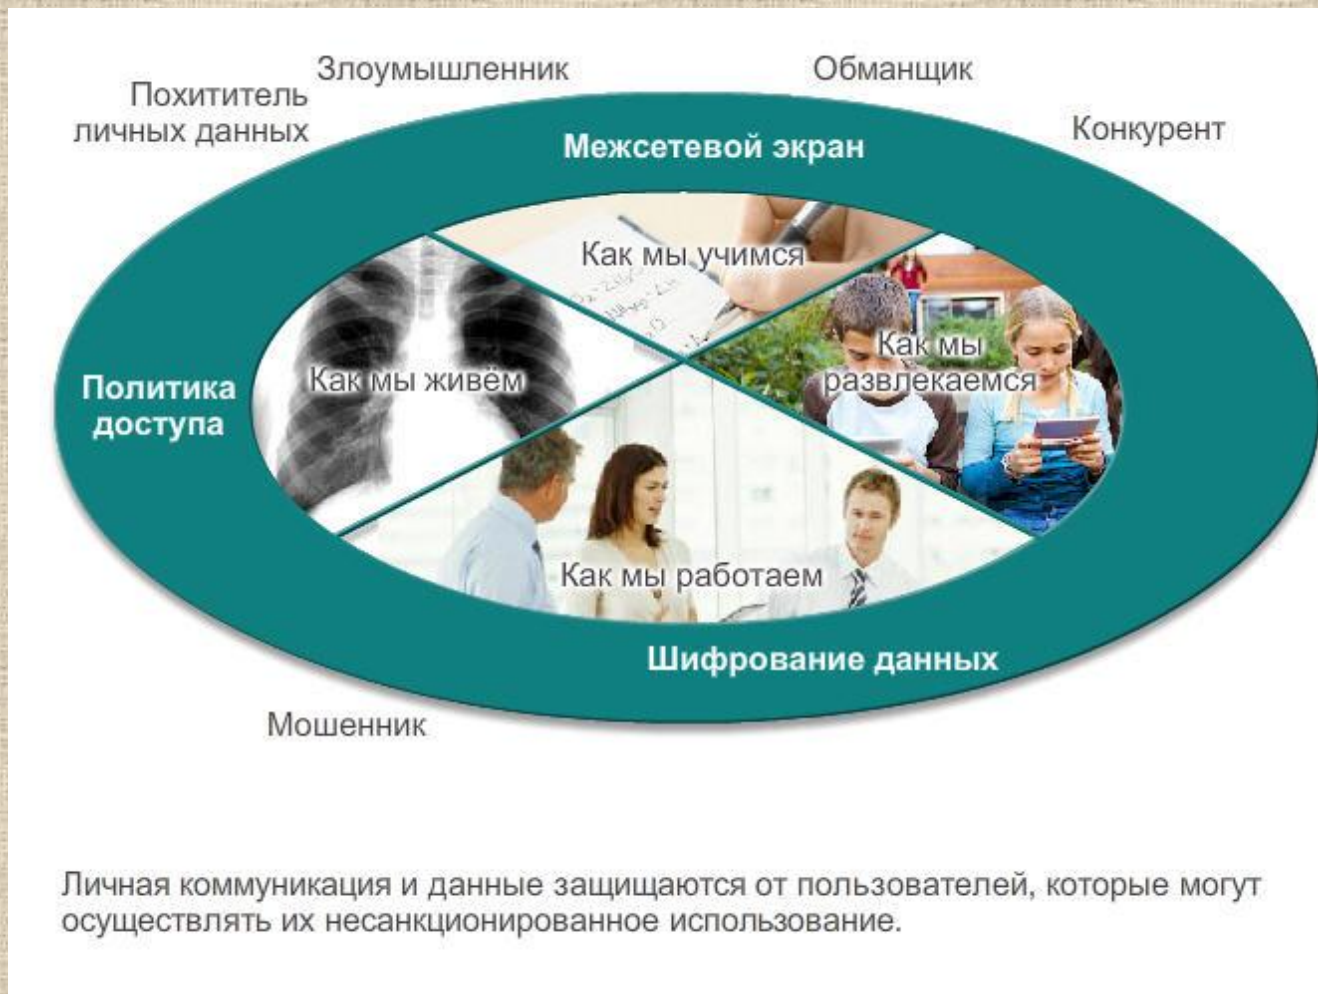 Злоумышленник
Обманщик
Похититель
личных данных
Конкурент
Межсетевой экран
Как мы учимся
Как мы
развлекаемся
Как мы живём
Политика
доступа
Как мы работаем
Шифрование данных
Мошенник
Личная коммуникация и данные защищаются от пользователей, которые могут
осуществлять их несанкционированное использование.